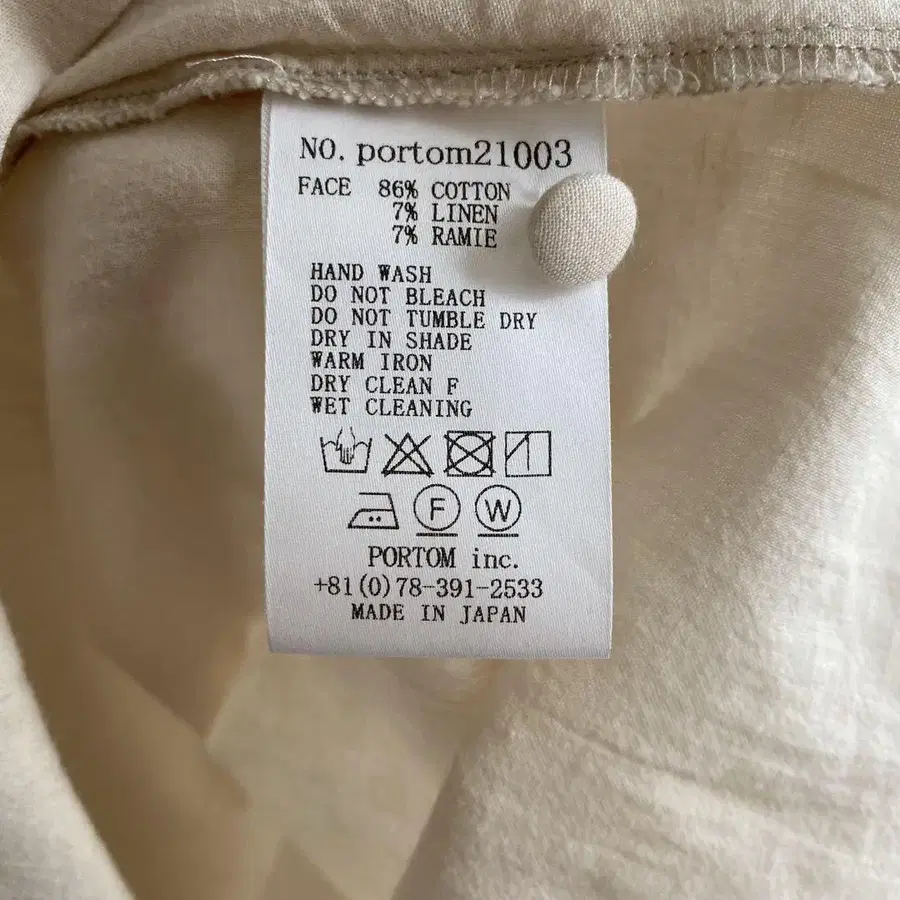 NO. portom21003
FACE 86% COTTON
7% LINEN
7% RAMIE
HAND WASH
DO NOT BLEACH
DO NOT TUMBLE DRY
DRY IN SHADE
WARM IRON
DRY CLEAN F
WET CLEANING
F W
PORTOM inc.
+81(0)78-391-2533
MADE IN JAPAN